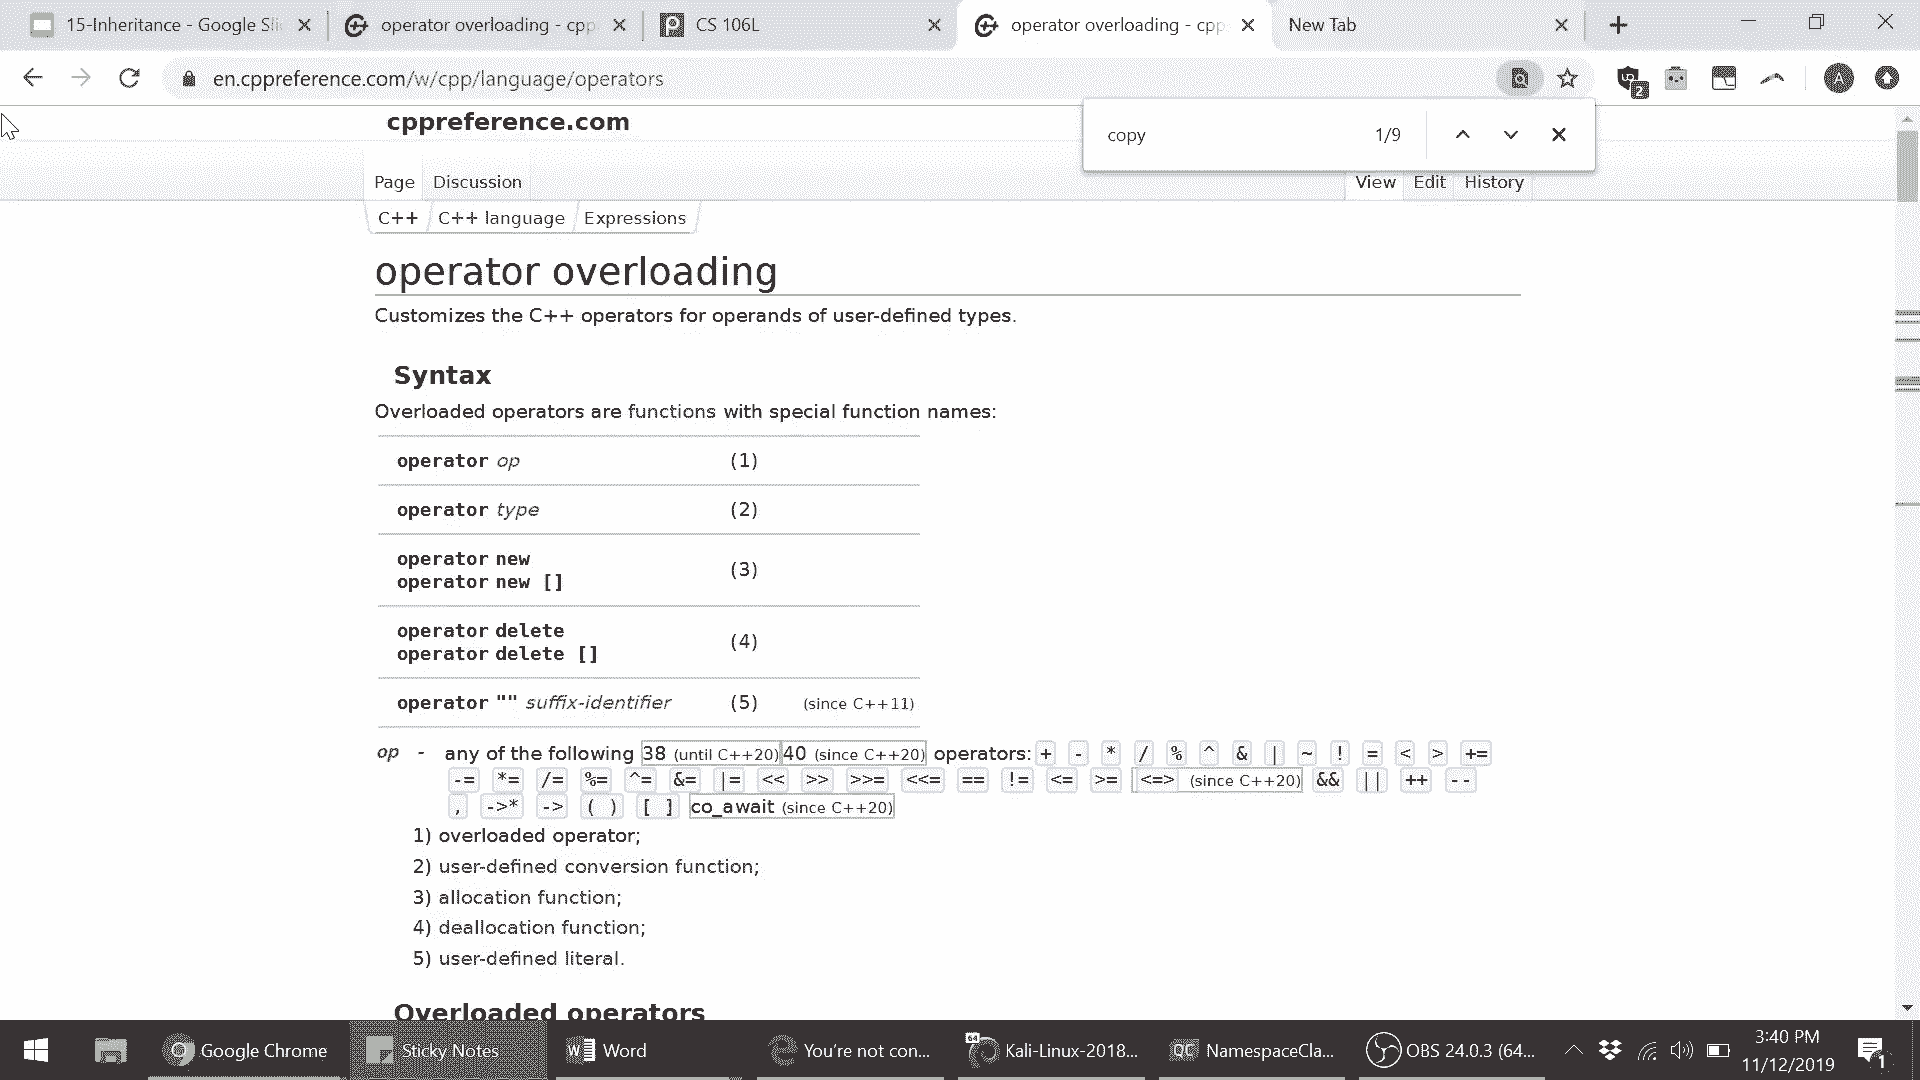 15-Inheritance - Google Sli
operator overloading - cpp
CS 106L
operator overloading - cpp
New Tab
en.cppreference.com/w/cpp/language/operators
2
A
cppreference.com
copy
1/9
Page
Discussion
View
Edit
History
C++
C++ language
Expressions
operator overloading
Customizes the C++ operators for operands of user-defined types.
Syntax
Overloaded operators are functions with special function names:
operator op (1)
operator type (2)
operator new
operator new [] (3)
operator delete
operator delete [] (4)
operator "" suffix-identifier (5) (since C++11)
op - any of the following 38 (until C++20) 40 (since C++20) operators: + - * / % ^ & | ~ ! = < > +=
-= *= /= %= ^= &= |= << >> >>= <<= == != <= >= <=> (since C++20) && || ++ --
, ->* -> ( ) [ ] co_await (since C++20)
1) overloaded operator;
2) user-defined conversion function;
3) allocation function;
4) deallocation function;
5) user-defined literal.
Overloaded operators
Google Chrome
Sticky Notes
Word
You're not con...
64
Kali-Linux-2018...
QC
NamespaceCla...
OBS 24.0.3 (64...
3:40 PM
11/12/2019
1